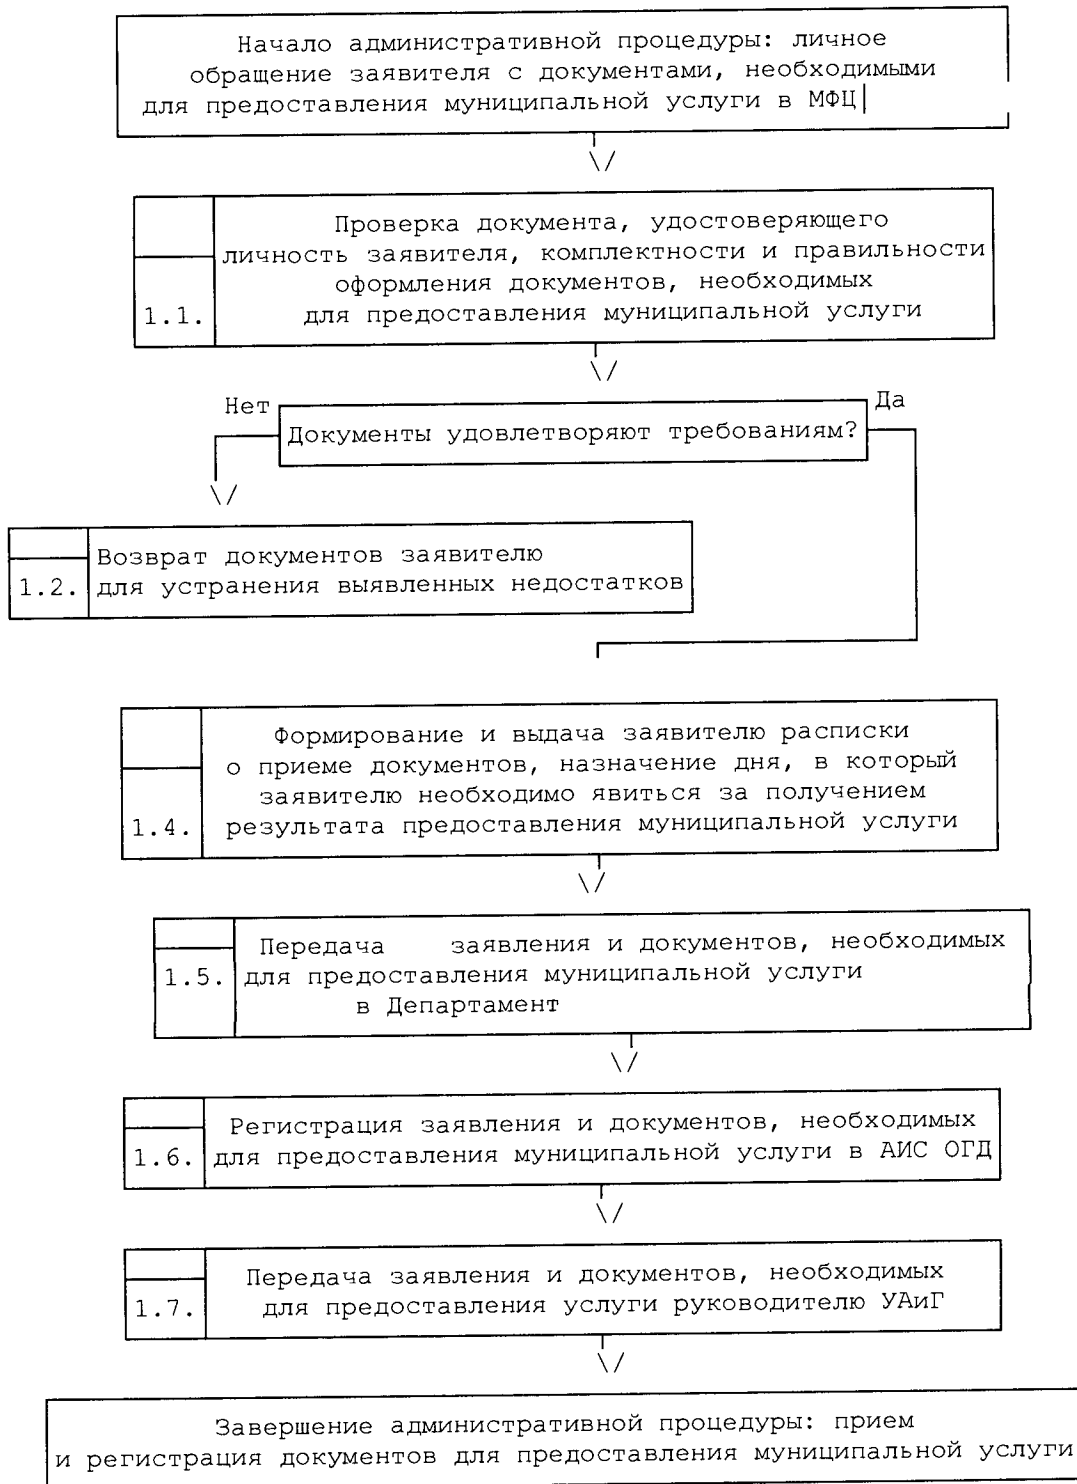 Начало административной процедуры: личное
обращение заявителя с документами, необходимыми
для предоставления муниципальной услуги в МФЦ
Проверка документа, удостоверяющего
личность заявителя, комплектности и правильности
оформления документов, необходимых
1.1. для предоставления муниципальной услуги
Нет Да
Документы удовлетворяют требованиям?
Возврат документов заявителю
1.2. для устранения выявленных недостатков
Формирование и выдача заявителю расписки
о приеме документов, назначение дня, в который
заявителю необходимо явиться за получением
1.4. результата предоставления муниципальной услуги
Передача заявления и документов, необходимых
1.5. для предоставления муниципальной услуги
в Департамент
Регистрация заявления и документов, необходимых
1.6. для предоставления муниципальной услуги в АИС ОГД
Передача заявления и документов, необходимых
1.7. для предоставления услуги руководителю УАиГ
Завершение административной процедуры: прием
и регистрация документов для предоставления муниципальной услуги